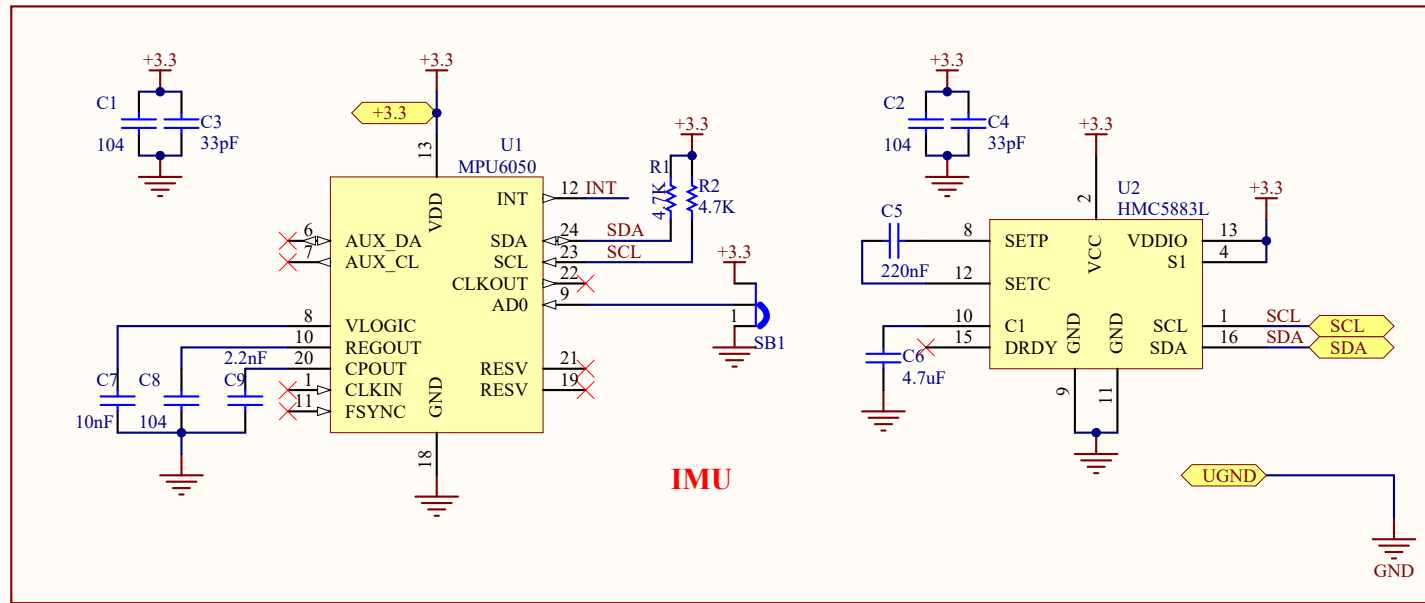 +3.3
C1
104
C3
33pF
+3.3
+3.3
13
U1
MPU6050
VDD
INT
12
INT
6
AUX_DA
7
AUX_CL
SDA
24
SDA
SCL
23
SCL
CLKOUT
22
AD0
9
8
VLOGIC
10
REGOUT
20
CPOUT
1
CLKIN
11
FSYNC
RESV
21
RESV
19
GND
18
C7
10nF
C8
104
2.2nF
C9
+3.3
R1
4.7K
R2
4.7K
+3.3
1
SB1
IMU
+3.3
C2
104
C4
33pF
+3.3
2
U2
HMC5883L
VCC
+3.3
C5
220nF
8
SETP
12
SETC
10
C1
15
DRDY
C6
4.7uF
VDDIO
13
S1
4
SCL
1
SCL
SCL
SDA
16
SDA
SDA
GND
GND
9
11
UGND
GND